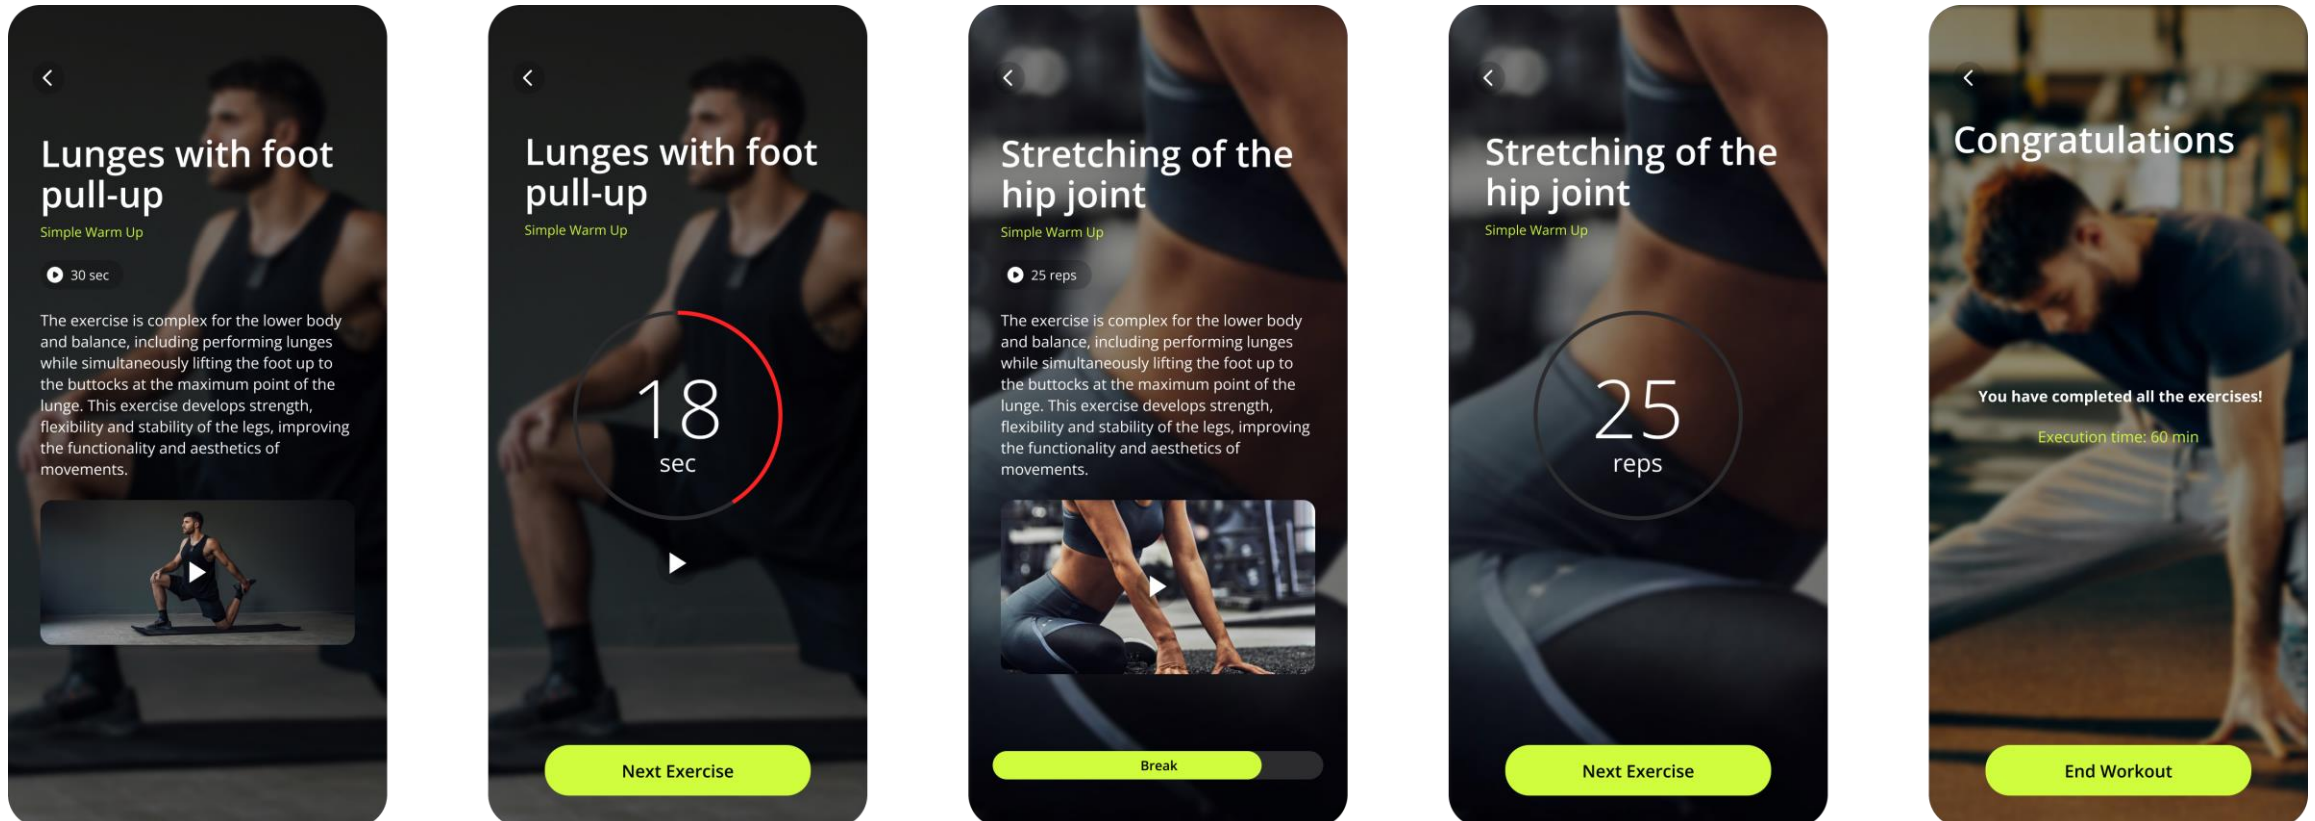 Lunges with foot
pull-up
Simple Warm Up
30 sec
The exercise is complex for the lower body
and balance, including performing lunges
while simultaneously lifting the foot up to
the buttocks at the maximum point of the
lunge. This exercise develops strength,
flexibility and stability of the legs, improving
the functionality and aesthetics of
movements.
Lunges with foot
pull-up
Simple Warm Up
18
sec
Next Exercise
Stretching of the
hip joint
Simple Warm Up
25 reps
The exercise is complex for the lower body
and balance, including performing lunges
while simultaneously lifting the foot up to
the buttocks at the maximum point of the
lunge. This exercise develops strength,
flexibility and stability of the legs, improving
the functionality and aesthetics of
movements.
Break
Stretching of the
hip joint
Simple Warm Up
25
reps
Next Exercise
Congratulations
You have completed all the exercises!
Execution time: 60 min
End Workout